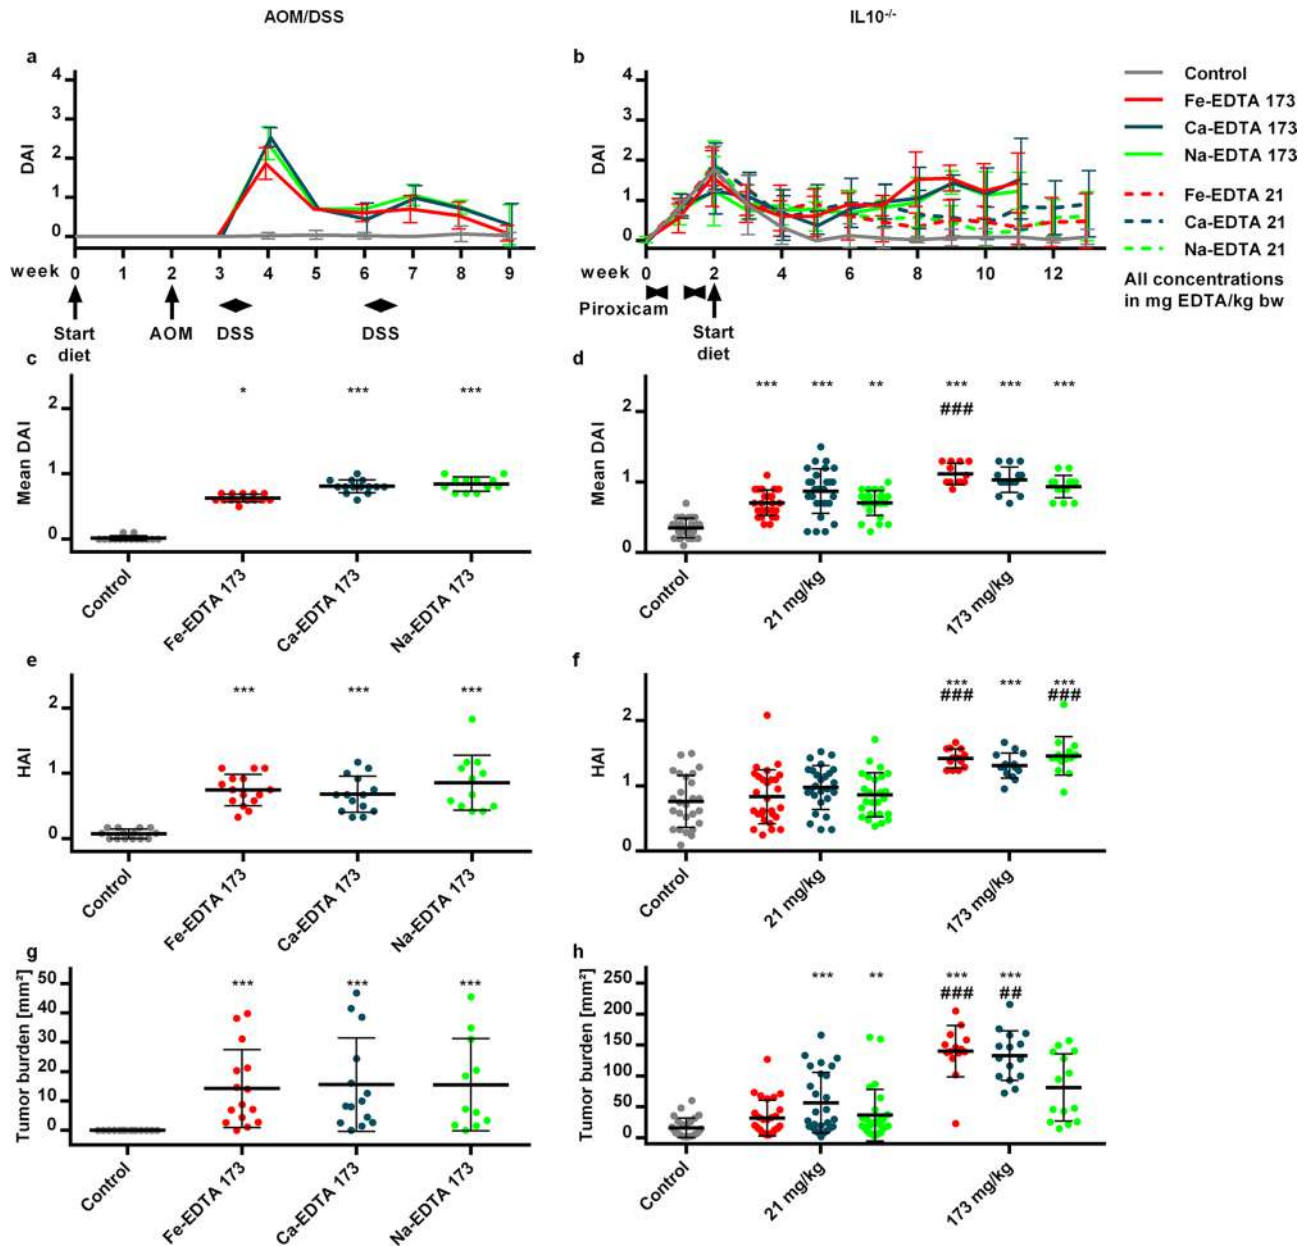 AOM/DSS
IL10-/-
a
4
3
2
1
0
DAI
week 0 1 2 3 4 5 6 7 8 9
Start diet
AOM
DSS
DSS
b
4
3
2
1
0
DAI
week 0 2 4 6 8 10 12
Piroxicam
Start diet
Control
Fe-EDTA 173
Ca-EDTA 173
Na-EDTA 173
Fe-EDTA 21
Ca-EDTA 21
Na-EDTA 21
All concentrations
in mg EDTA/kg bw
c
2
1
0
Mean DAI
* *** ***
Control
Fe-EDTA 173
Ca-EDTA 173
Na-EDTA 173
d
2
1
0
Mean DAI
*** *** ** *** *** ***
###
Control
21 mg/kg
173 mg/kg
e
2
1
0
HAI
*** *** ***
Control
Fe-EDTA 173
Ca-EDTA 173
Na-EDTA 173
f
2
1
0
HAI
*** *** ***
### ###
Control
21 mg/kg
173 mg/kg
g
50
40
30
20
10
0
Tumor burden [mm²]
*** *** ***
Control
Fe-EDTA 173
Ca-EDTA 173
Na-EDTA 173
h
250
200
150
100
50
0
Tumor burden [mm²]
*** ** *** ***
### ##
Control
21 mg/kg
173 mg/kg